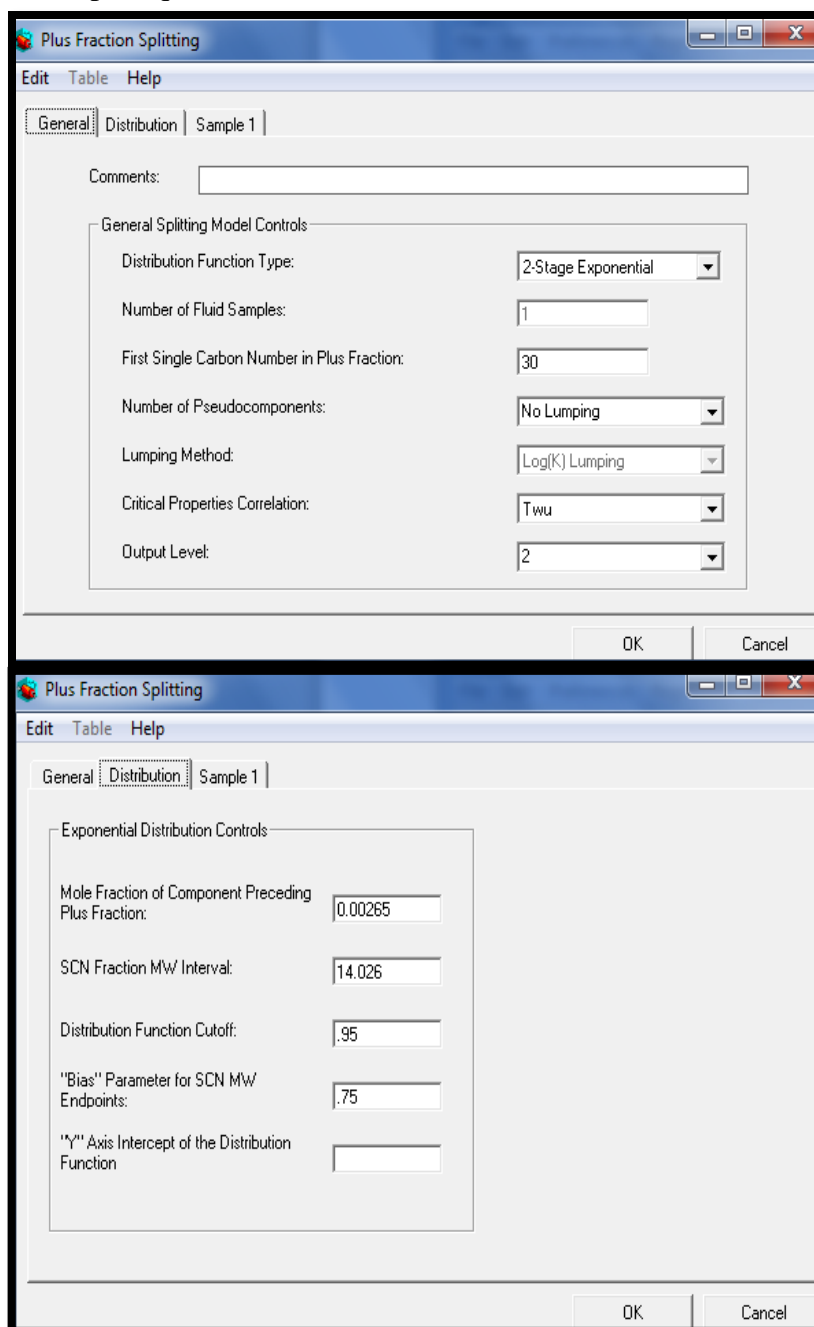 Plus Fraction Splitting
Edit Table Help
General Distribution Sample 1
Comments:
General Splitting Model Controls
Distribution Function Type: 2-Stage Exponential
Number of Fluid Samples: 1
First Single Carbon Number in Plus Fraction: 30
Number of Pseudocomponents: No Lumping
Lumping Method: Log(K) Lumping
Critical Properties Correlation: Twu
Output Level: 2
OK Cancel
Plus Fraction Splitting
Edit Table Help
General Distribution Sample 1
Exponential Distribution Controls
Mole Fraction of Component Preceding
Plus Fraction: 0.00265
SCN Fraction MW Interval: 14.026
Distribution Function Cutoff: .95
"Bias" Parameter for SCN MW
Endpoints: .75
"Y" Axis Intercept of the Distribution
Function
OK Cancel